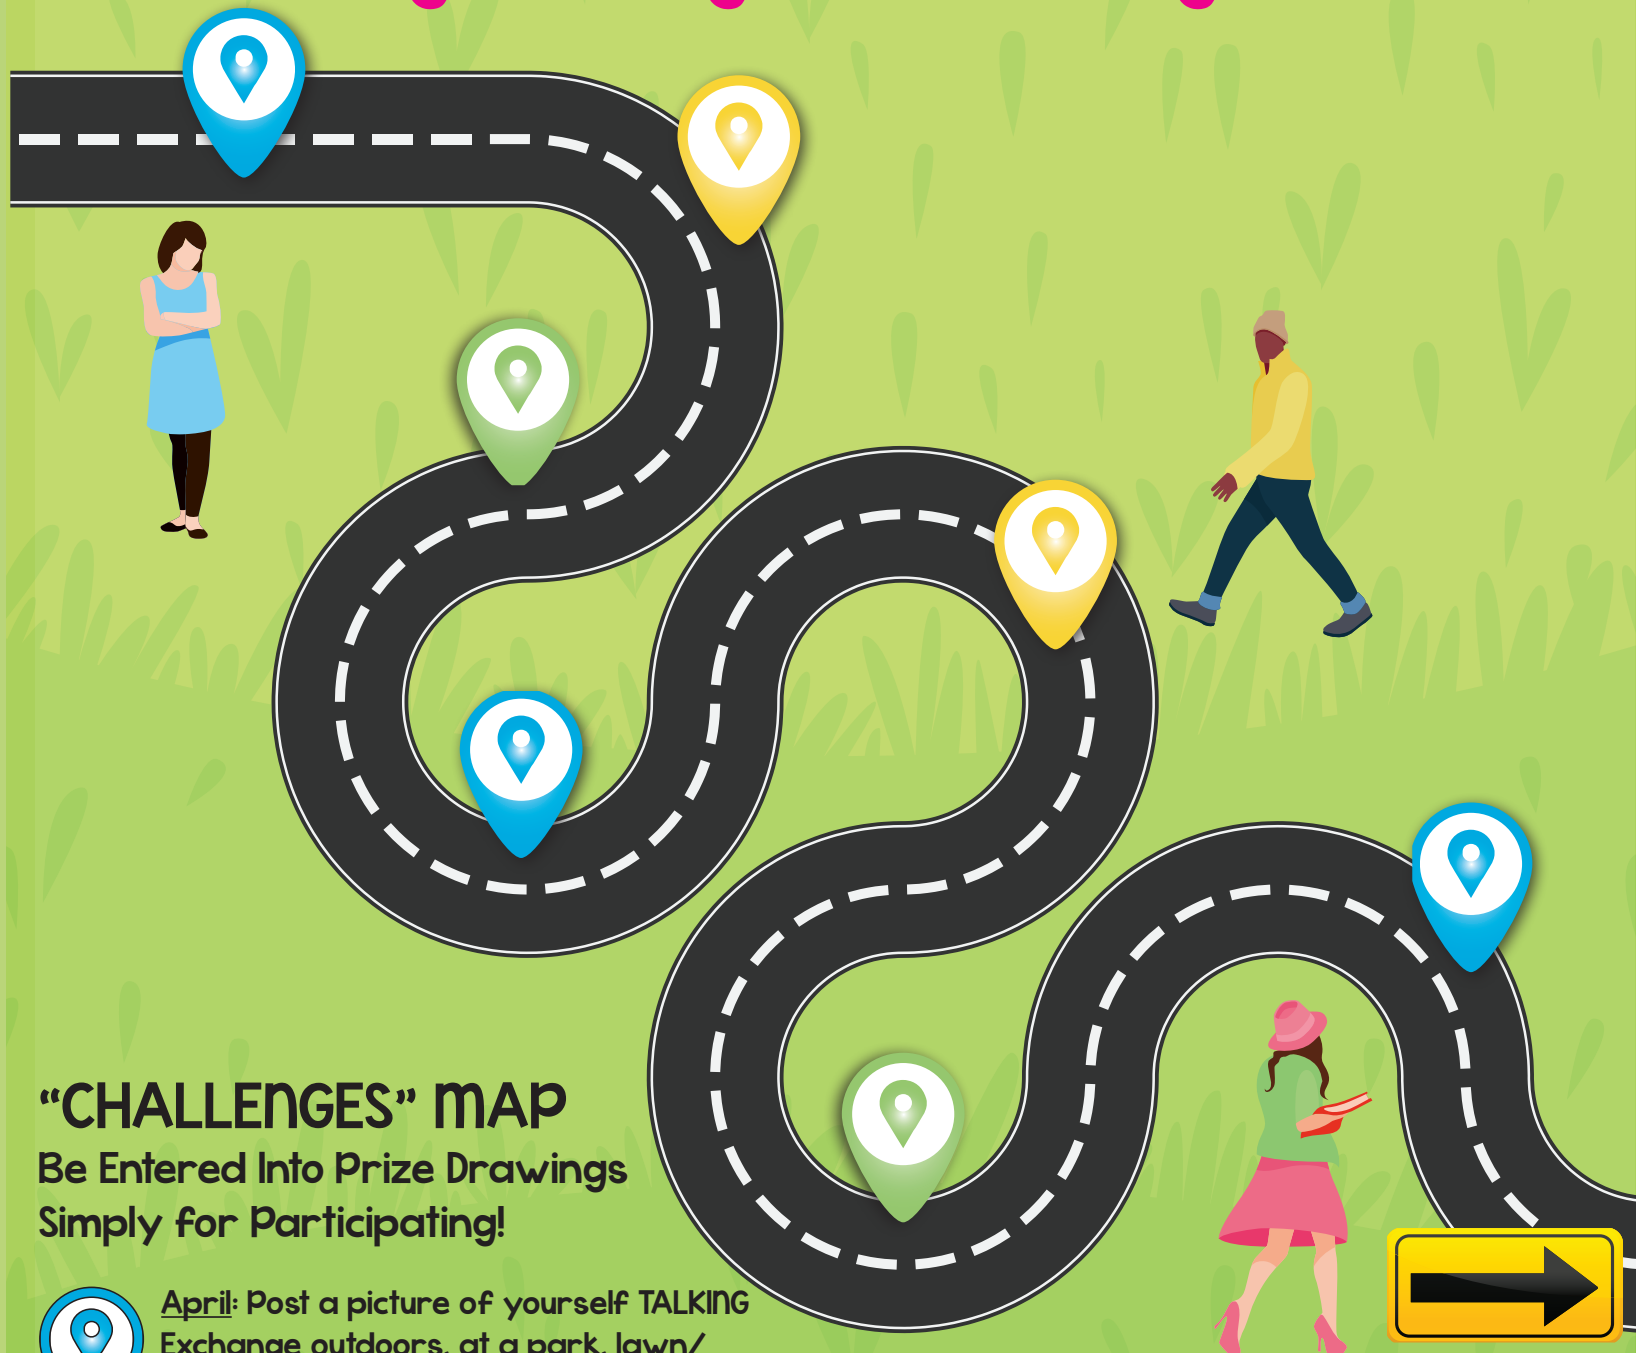 “CHALLENGES” MAP
Be Entered Into Prize Drawings
Simply for Participating!
April: Post a picture of yourself TALKING
Exchange outdoors, at a park, lawn/